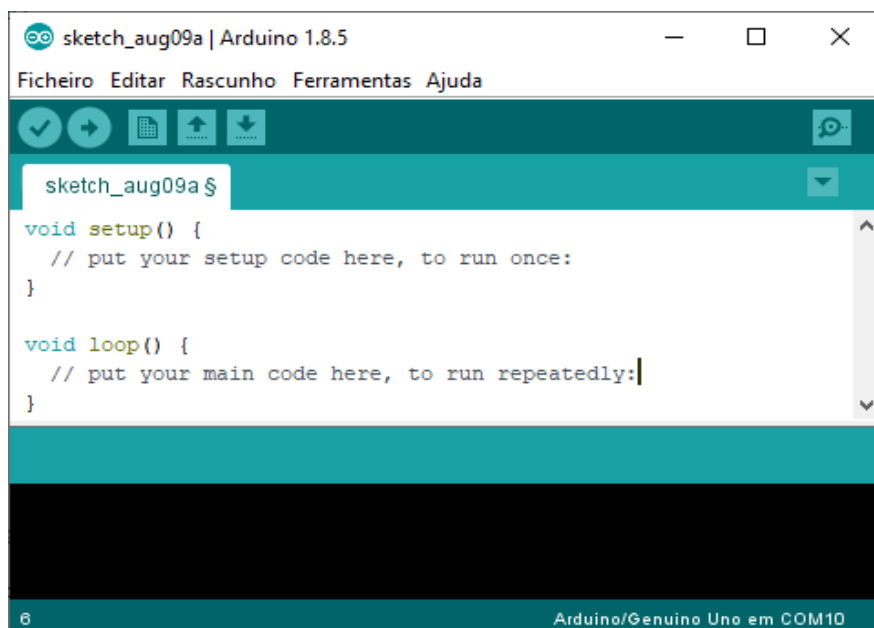 sketch_aug09a | Arduino 1.8.5
Ficheiro Editar Rascunho Ferramentas Ajuda
sketch_aug09a §
void setup() {
  // put your setup code here, to run once:
}
void loop() {
  // put your main code here, to run repeatedly:
}
6 Arduino/Genuino Uno em COM10